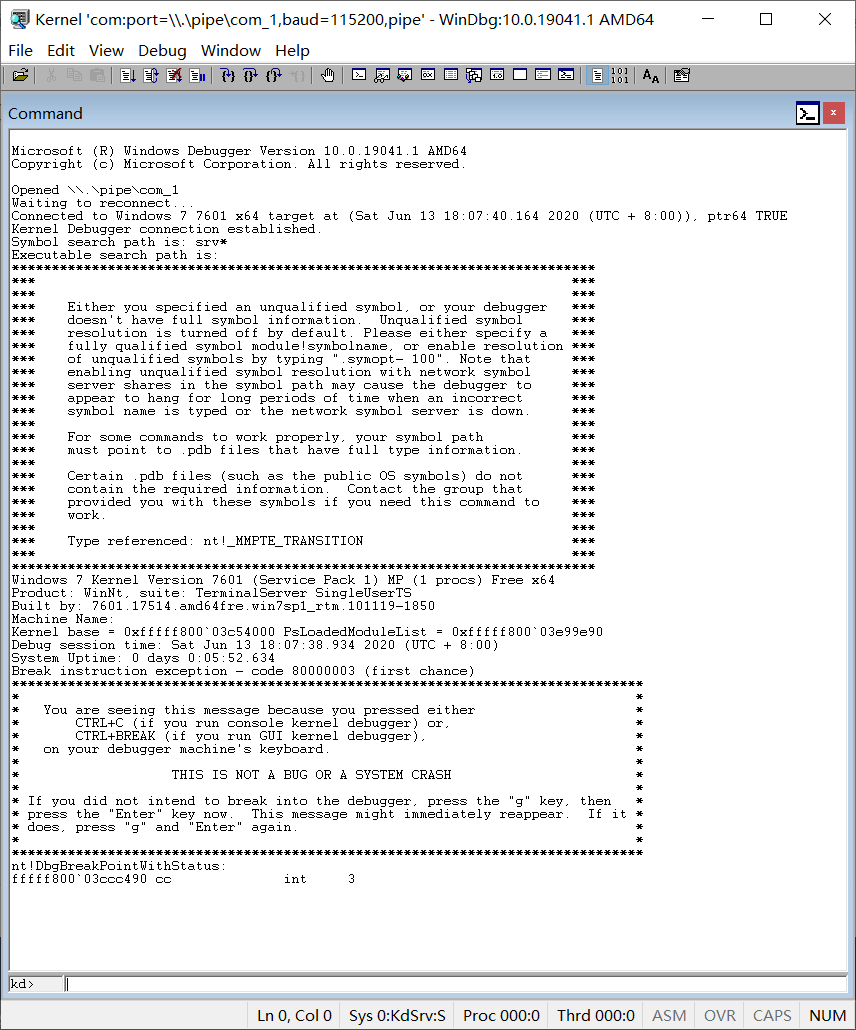 Kernel 'com:port=\\.\pipe\com_1,baud=115200,pipe' - WinDbg:10.0.19041.1 AMD64
File Edit View Debug Window Help
Command
Microsoft (R) Windows Debugger Version 10.0.19041.1 AMD64
Copyright (c) Microsoft Corporation. All rights reserved.
Opened \\.\pipe\com_1
Waiting to reconnect...
Connected to Windows 7 7601 x64 target at (Sat Jun 13 18:07:40.164 2020 (UTC + 8:00)), ptr64 TRUE
Kernel Debugger connection established.
Symbol search path is: srv*
Executable search path is:
*************************************************************************
***                                                                   ***
***                                                                   ***
***    Either you specified an unqualified symbol, or your debugger   ***
***    doesn't have full symbol information.  Unqualified symbol      ***
***    resolution is turned off by default. Please either specify a   ***
***    fully qualified symbol module!symbolname, or enable resolution ***
***    of unqualified symbols by typing ".symopt- 100". Note that     ***
***    enabling unqualified symbol resolution with network symbol     ***
***    server shares in the symbol path may cause the debugger to     ***
***    appear to hang for long periods of time when an incorrect      ***
***    symbol name is typed or the network symbol server is down.     ***
***                                                                   ***
***    For some commands to work properly, your symbol path           ***
***    must point to .pdb files that have full type information.      ***
***                                                                   ***
***    Certain .pdb files (such as the public OS symbols) do not      ***
***    contain the required information.  Contact the group that      ***
***    provided you with these symbols if you need this command to    ***
***    work.                                                          ***
***                                                                   ***
***    Type referenced: nt!_MMPTE_TRANSITION                          ***
***                                                                   ***
*************************************************************************
Windows 7 Kernel Version 7601 (Service Pack 1) MP (1 procs) Free x64
Product: WinNt, suite: TerminalServer SingleUserTS
Built by: 7601.17514.amd64fre.win7sp1_rtm.101119-1850
Machine Name:
Kernel base = 0xfffff800`03c54000 PsLoadedModuleList = 0xfffff800`03e99e90
Debug session time: Sat Jun 13 18:07:38.934 2020 (UTC + 8:00)
System Uptime: 0 days 0:05:52.634
Break instruction exception - code 80000003 (first chance)
*******************************************************************************
*                                                                             *
*   You are seeing this message because you pressed either                    *
*       CTRL+C (if you run console kernel debugger) or,                       *
*       CTRL+BREAK (if you run GUI kernel debugger),                          *
*   on your debugger machine's keyboard.                                      *
*                                                                             *
*                   THIS IS NOT A BUG OR A SYSTEM CRASH                       *
*                                                                             *
* If you did not intend to break into the debugger, press the "g" key, then   *
* press the "Enter" key now.  This message might immediately reappear.  If it *
* does, press "g" and "Enter" again.                                          *
*                                                                             *
*******************************************************************************
nt!DbgBreakPointWithStatus:
fffff800`03ccc490 cc              int     3
kd>
Ln 0, Col 0 Sys 0:KdSrv:S Proc 000:0 Thrd 000:0 ASM OVR CAPS NUM